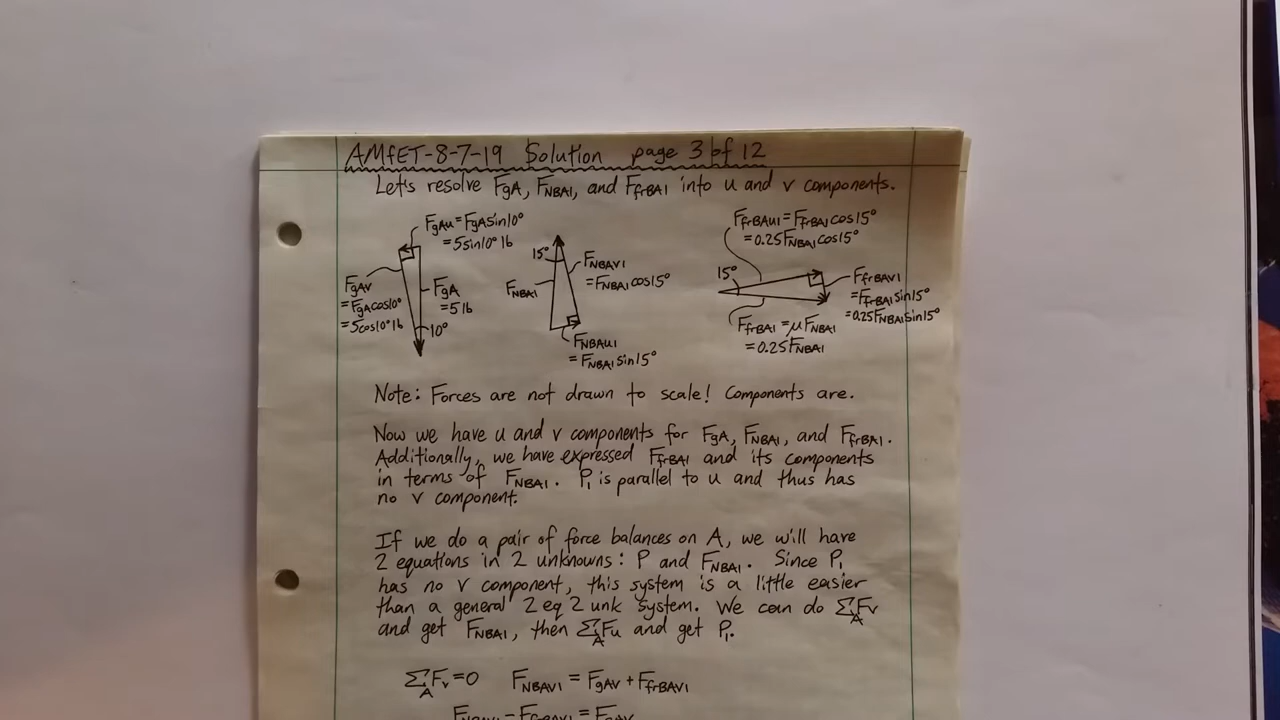 AMfET-8-7-19 Solution page 3 of 12
Let's resolve FgA, FNBA1, and FfrBA1 into u and v components.
FgAu = FgA sin10°
= 5sin10° lb
FgAv
= FgA cos10°
= 5cos10° lb
FgA
= 5 lb
10°
15°
FNBAV1
= FNBA1 cos15°
FNBA1
FNBAU1
= FNBA1 sin15°
FfrBAU1 = FfrBA1 cos15°
= 0.25FNBA1 cos15°
15°
FfrBAV1
= FfrBA1 sin15°
= 0.25FNBA1 sin15°
FfrBA1 = μFNBA1
= 0.25FNBA1
Note: Forces are not drawn to scale! Components are.
Now we have u and v components for FgA, FNBA1, and FfrBA1.
Additionally, we have expressed FfrBA1 and its components
in terms of FNBA1. P1 is parallel to u and thus has
no v component.
If we do a pair of force balances on A, we will have
2 equations in 2 unknowns: P and FNBA1. Since P1
has no v component, this system is a little easier
than a general 2 eq 2 unk system. We can do ΣFv
A
and get FNBA1, then ΣFu and get P1.
A
ΣFv = 0 FNBAV1 = FgAV + FfrBAV1
A
FNBAV1 - FfrBAV1 = FgAV